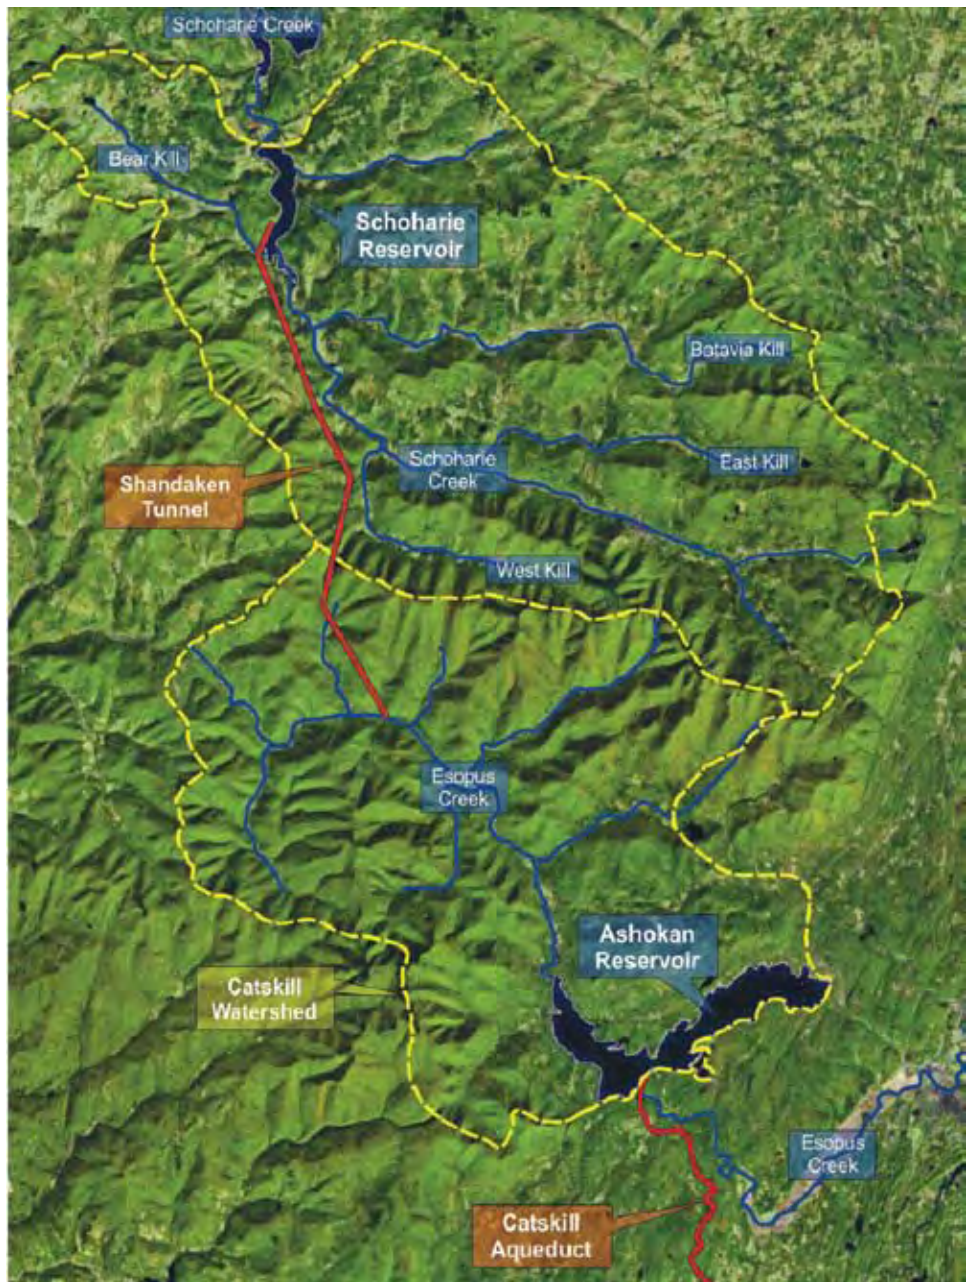 Schoharie Creek
Bear Kill
Schoharie
Reservoir
Batavia Kill
Schoharie
Creek
East Kill
Shandaken
Tunnel
West Kill
Esopus
Creek
Ashokan
Reservoir
Catskill
Watershed
Esopus
Creek
Catskill
Aqueduct